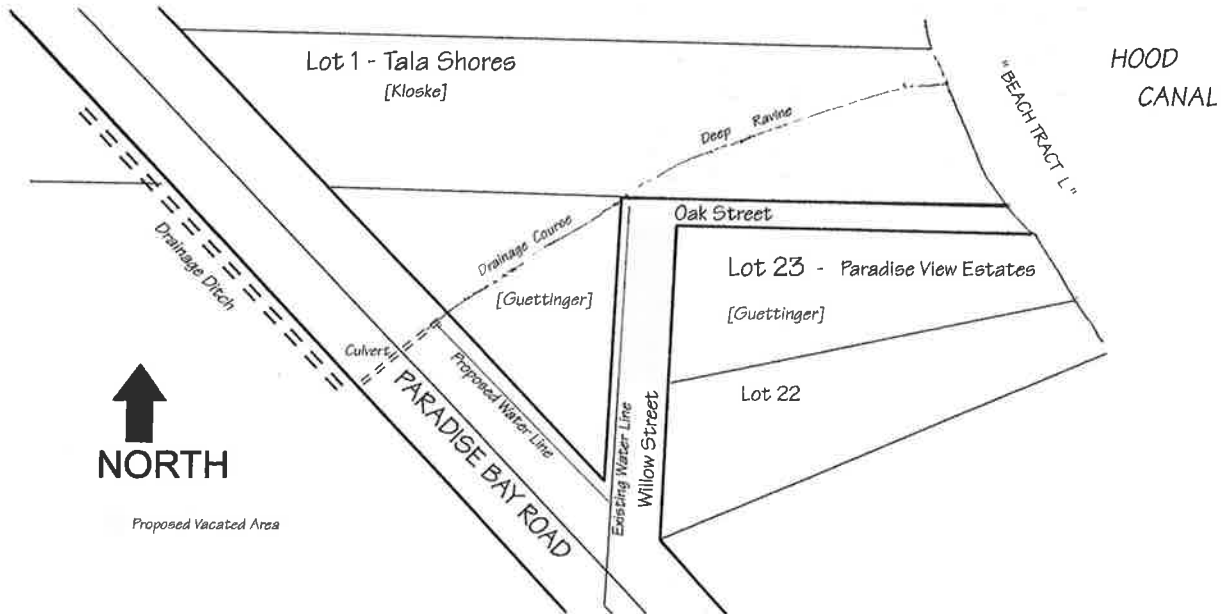 Lot 1 - Tala Shores
[Kloske]
HOOD
CANAL
"BEACH TRACT L"
Deep Ravine
Oak Street
Drainage Course
Drainage Ditch
[Guettinger]
Lot 23 - Paradise View Estates
[Guettinger]
Culvert
PARADISE BAY ROAD
Proposed Water Line
Existing Water Line
Willow Street
Lot 22
NORTH
Proposed Vacated Area